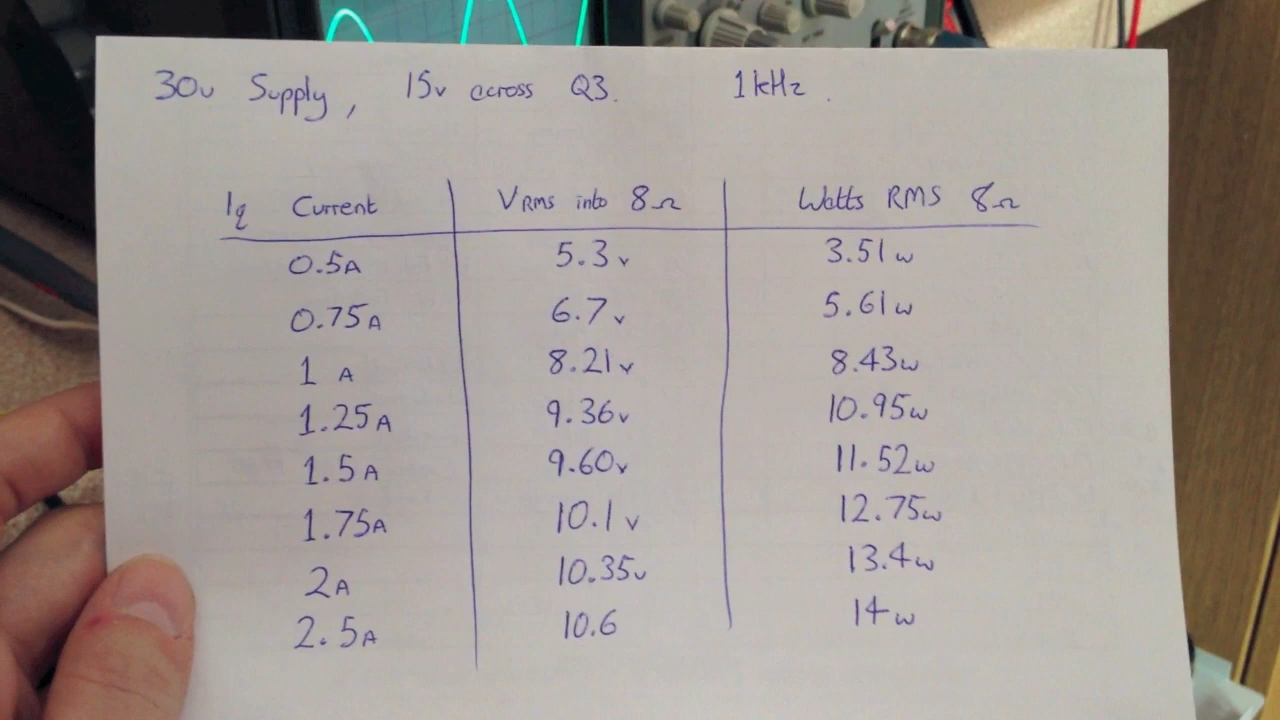 30v Supply, 15v across Q3. 1kHz.
Iq Current VRMS into 8Ω Watts RMS 8Ω
0.5A 5.3v 3.51w
0.75A 6.7v 5.61w
1 A 8.21v 8.43w
1.25A 9.36v 10.95w
1.5A 9.60v 11.52w
1.75A 10.1v 12.75w
2A 10.35v 13.4w
2.5A 10.6 14w